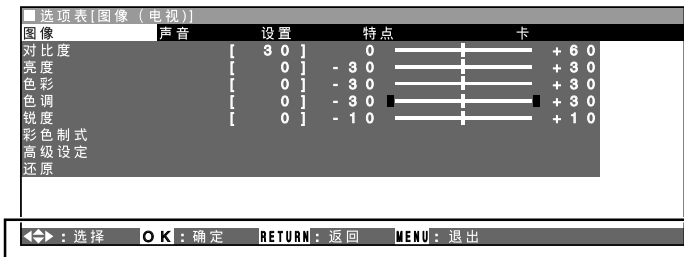 ■选项表[图像（电视）]
图像 声音 设置 特点 卡
对比度 [ 30] 0 +60
亮度 [ 0] -30 +30
色彩 [ 0] -30 +30
色调 [ 0] -30 +30
锐度 [ 0] -10 +10
彩色制式
高级设定
还原
：选择 OK：确定 RETURN：返回 MENU：退出